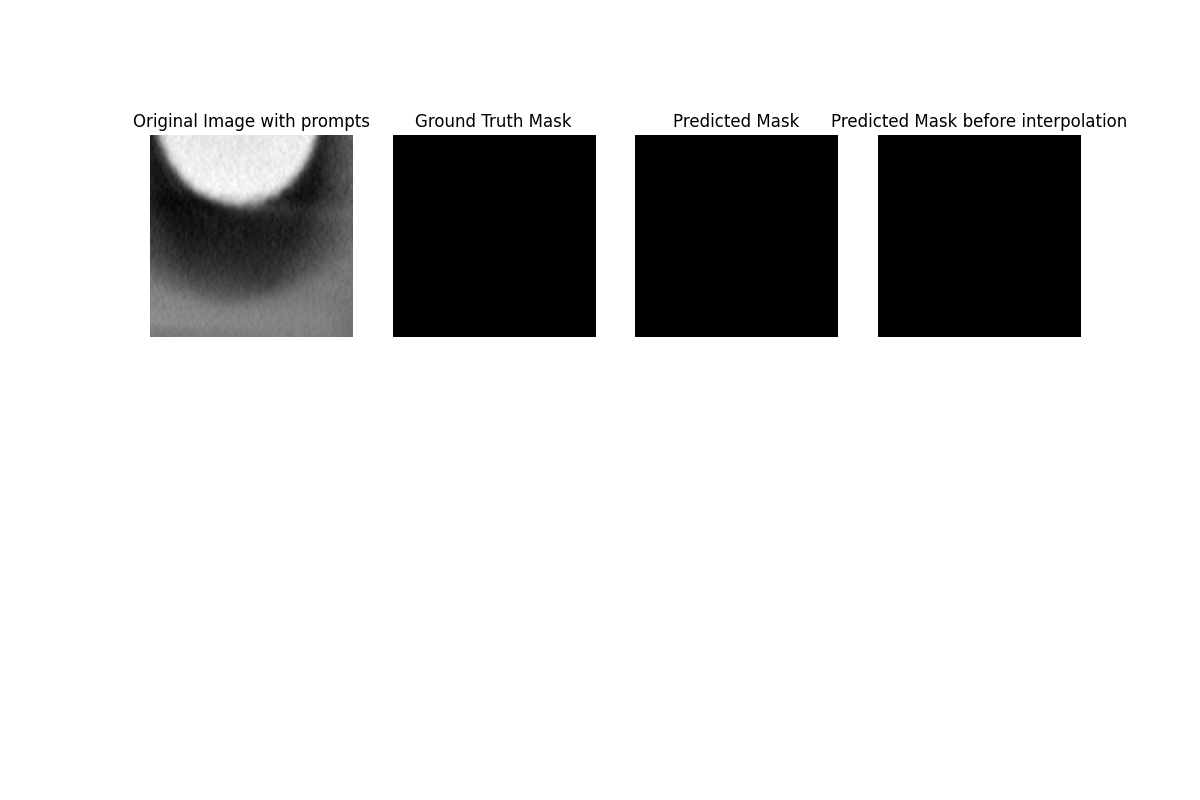 Original Image with prompts
Ground Truth Mask
Predicted Mask
Predicted Mask before interpolation